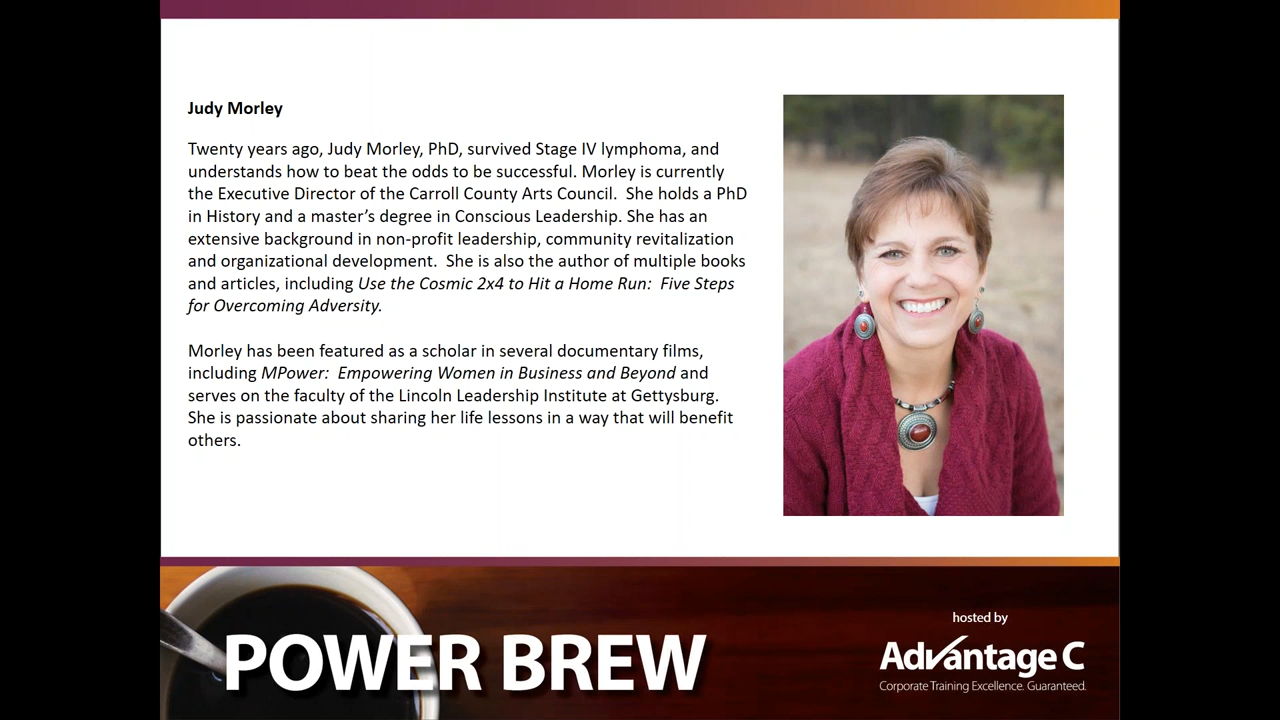 Judy Morley
Twenty years ago, Judy Morley, PhD, survived Stage IV lymphoma, and
understands how to beat the odds to be successful. Morley is currently
the Executive Director of the Carroll County Arts Council.  She holds a PhD
in History and a master’s degree in Conscious Leadership. She has an
extensive background in non-profit leadership, community revitalization
and organizational development.  She is also the author of multiple books
and articles, including Use the Cosmic 2x4 to Hit a Home Run:  Five Steps
for Overcoming Adversity.
Morley has been featured as a scholar in several documentary films,
including MPower:  Empowering Women in Business and Beyond and
serves on the faculty of the Lincoln Leadership Institute at Gettysburg.
She is passionate about sharing her life lessons in a way that will benefit
others.
POWER BREW
hosted by
Advantage C
Corporate Training Excellence. Guaranteed.